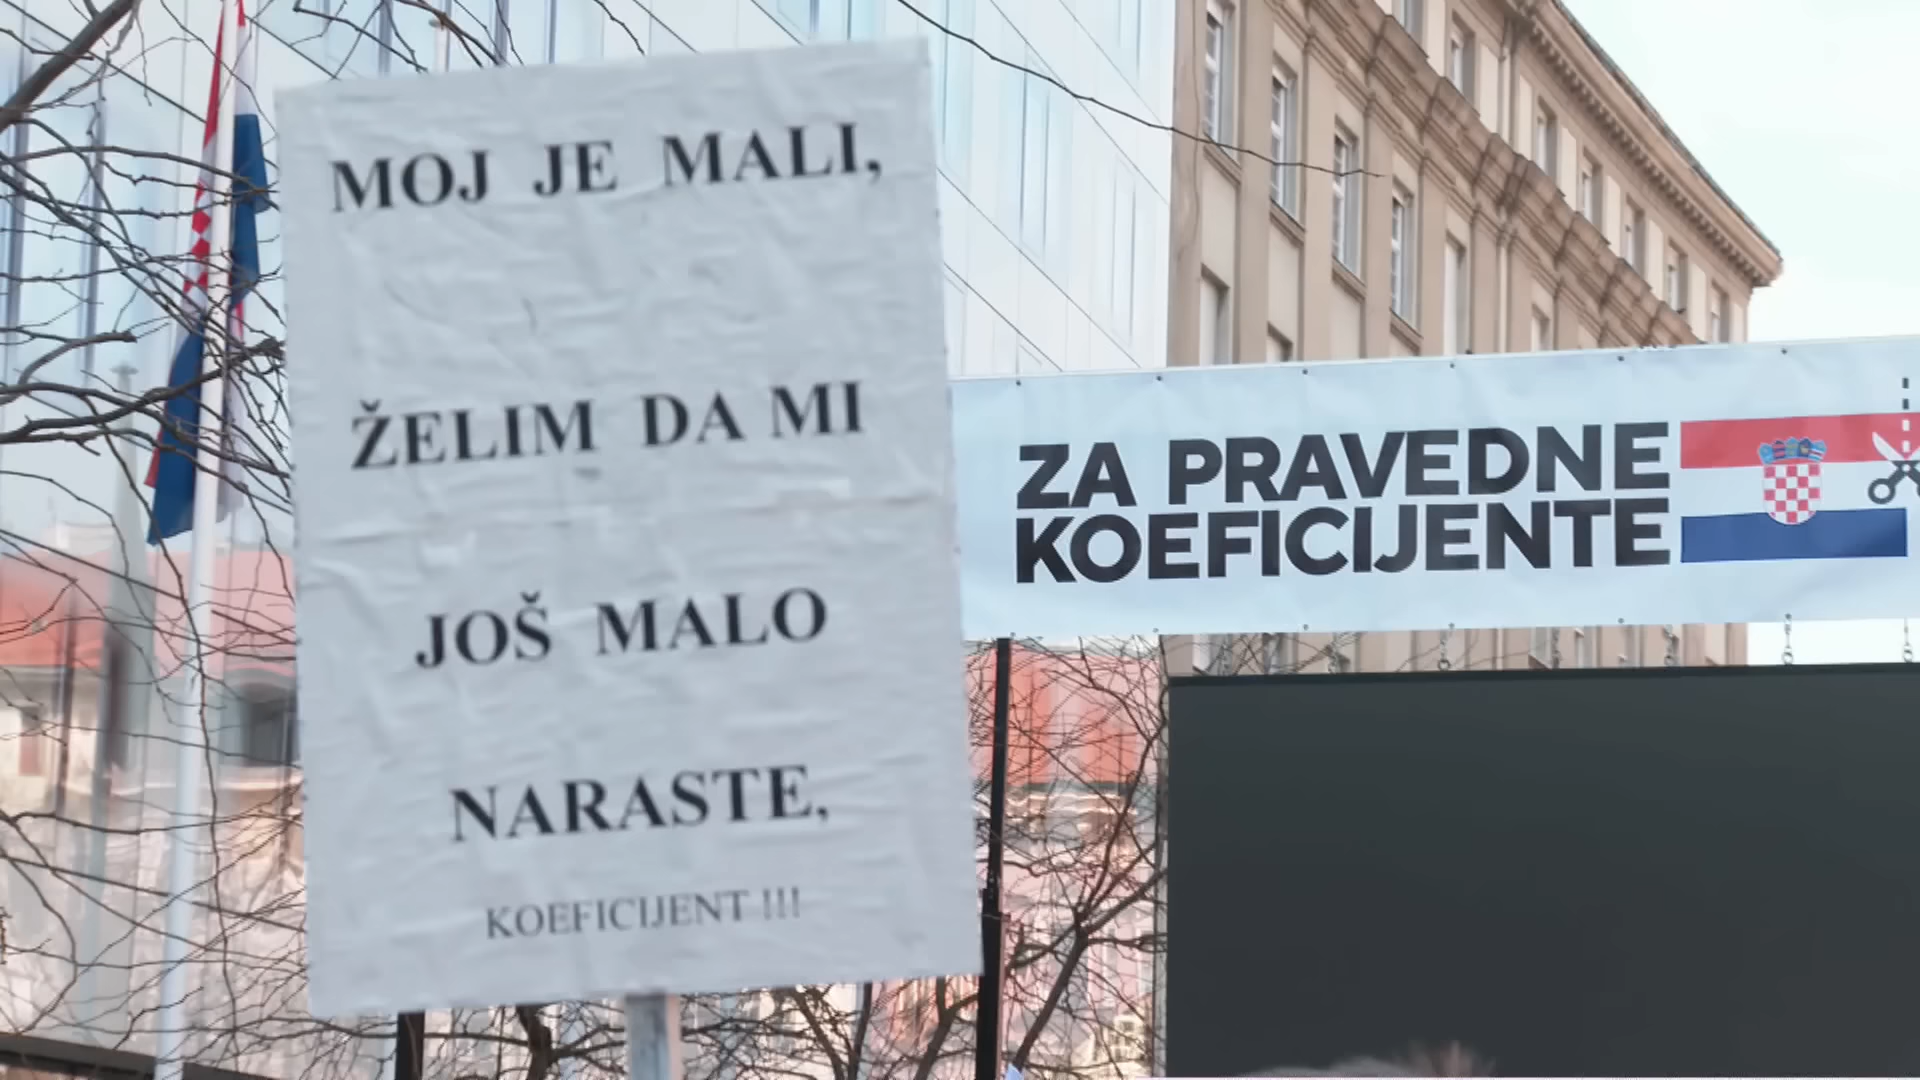 MOJ JE MALI,
ŽELIM DA MI
JOŠ MALO
NARASTE,
KOEFICIJENT !!!
ZA PRAVEDNE
KOEFICIJENTE